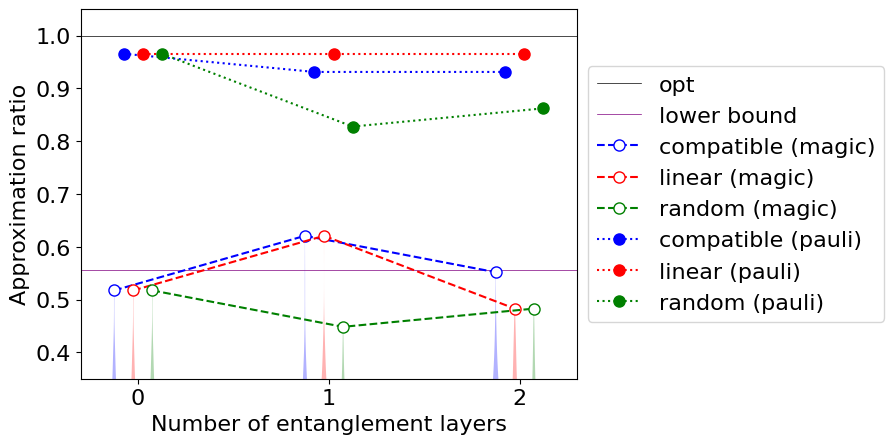 Approximation ratio
1.0
0.9
0.8
0.7
0.6
0.5
0.4
0
1
2
Number of entanglement layers
opt
lower bound
compatible (magic)
linear (magic)
random (magic)
compatible (pauli)
linear (pauli)
random (pauli)